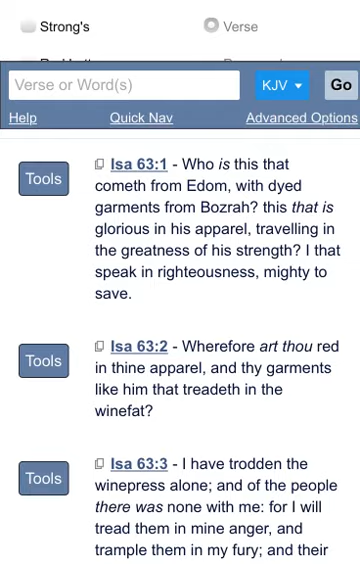 Strong's Verse
Verse or Word(s) KJV Go
Help Quick Nav Advanced Options
Tools
Isa 63:1 - Who is this that
cometh from Edom, with dyed
garments from Bozrah? this that is
glorious in his apparel, travelling in
the greatness of his strength? I that
speak in righteousness, mighty to
save.
Tools
Isa 63:2 - Wherefore art thou red
in thine apparel, and thy garments
like him that treadeth in the
winefat?
Tools
Isa 63:3 - I have trodden the
winepress alone; and of the people
there was none with me: for I will
tread them in mine anger, and
trample them in my fury; and their